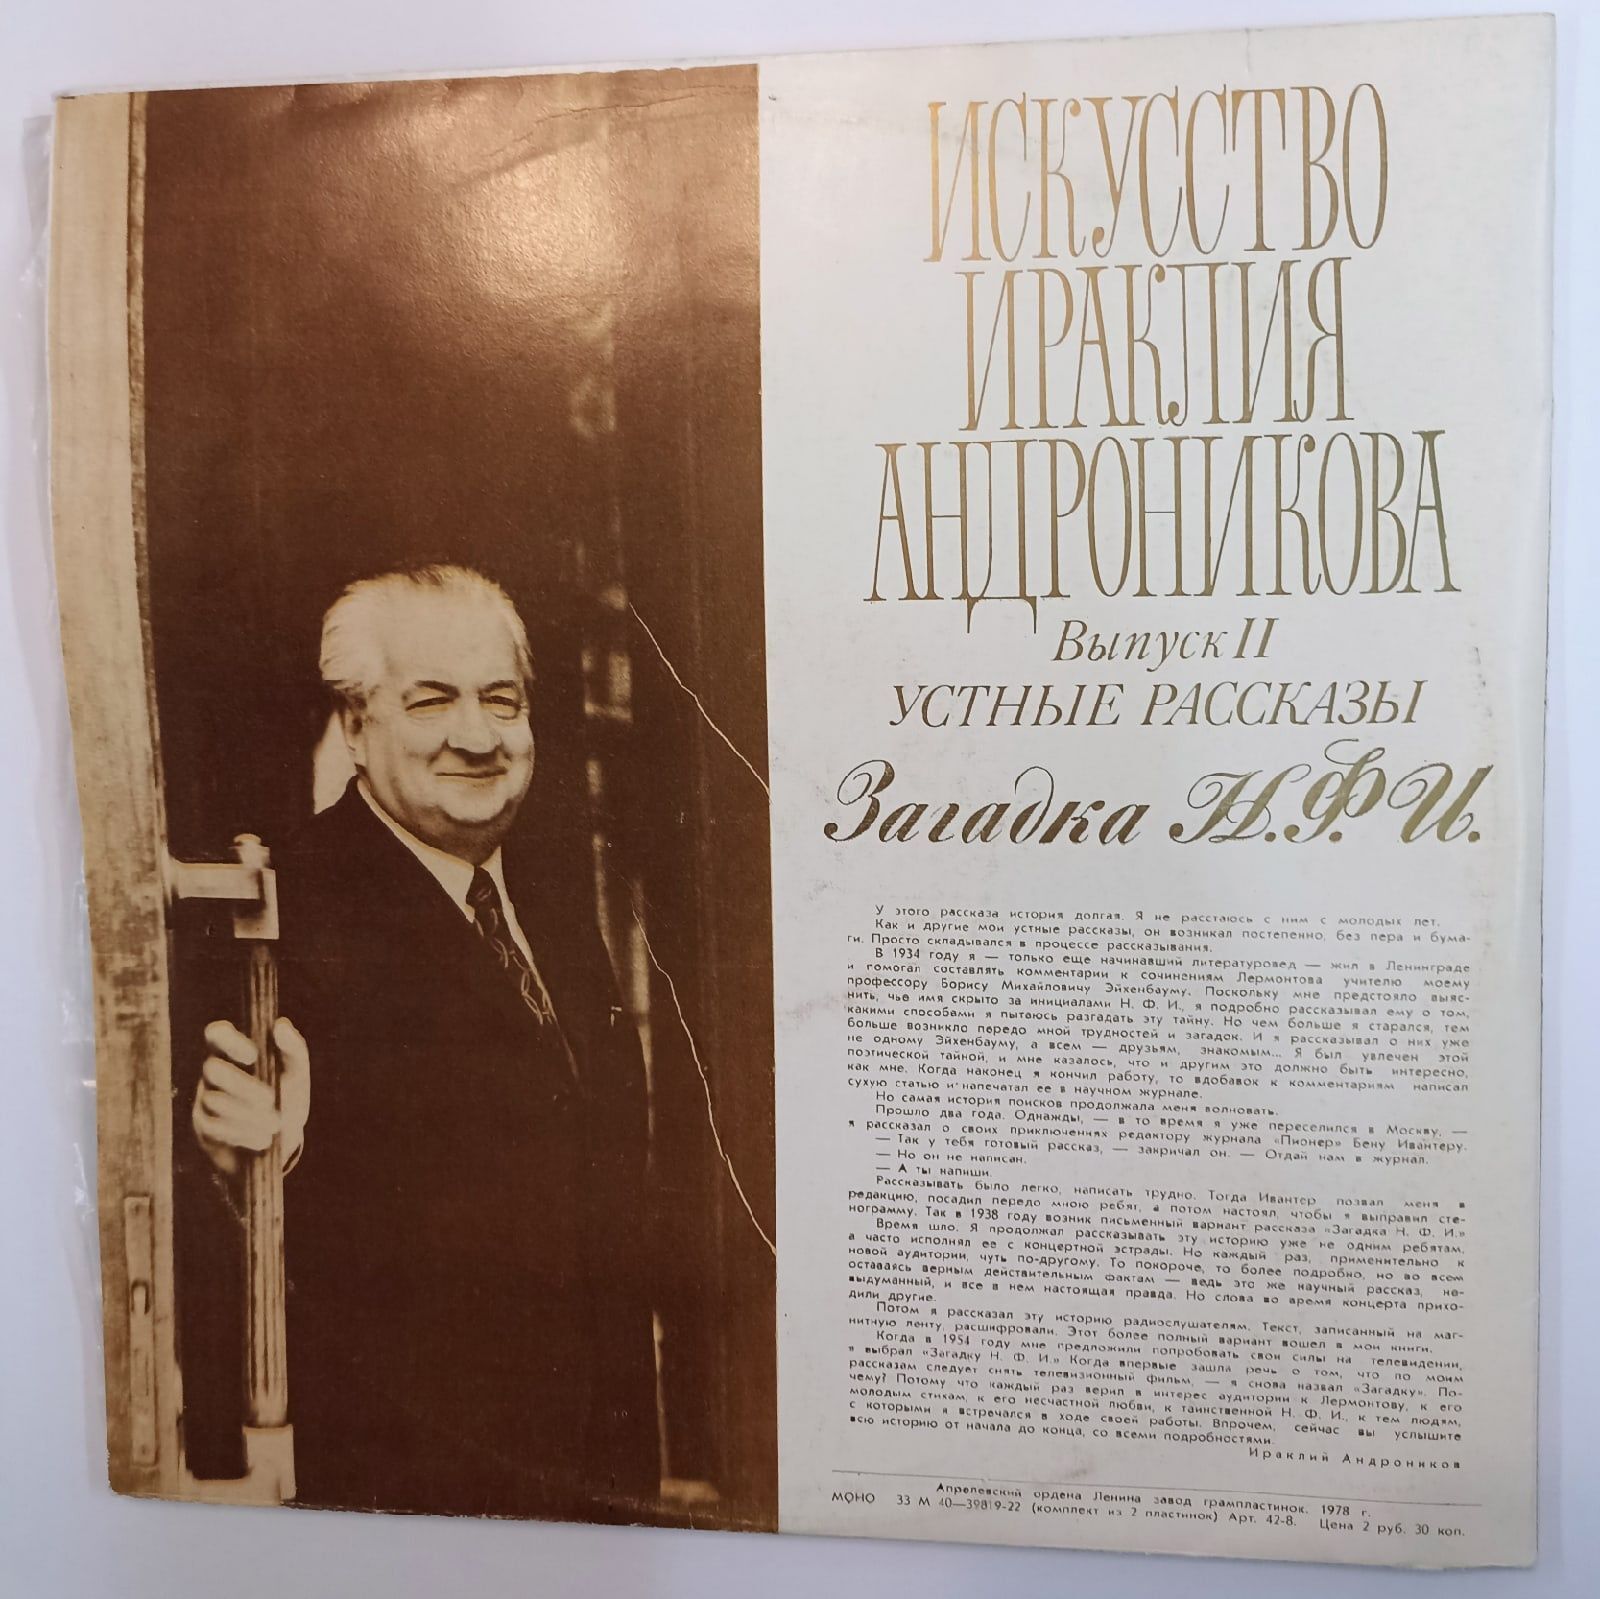 ИСКУССТВО
ИРАКЛИЯ
АНДРОНИКОВА
Выпуск II
УСТНЫЕ РАССКАЗЫ
Загадка Н.Ф.И.
У этого рассказа история долгая. Я не расстаюсь с ним с молодых лет.
Как и другие мои устные рассказы, он возникал постепенно, без пера и бума-
ги. Просто складывался в процессе рассказывания.
В 1934 году я — только еще начинавший литературовед — жил в Ленинграде
и помогал составлять комментарии к сочинениям Лермонтова учителю моему
профессору Борису Михайловичу Эйхенбауму. Поскольку мне предстояло выяс-
нить, чье имя скрыто за инициалами Н. Ф. И., я подробно рассказывал ему о том,
какими способами я пытаюсь разгадать эту тайну. Но чем больше я старался, тем
больше возникло передо мной трудностей и загадок. И я рассказывал о них уже
не одному Эйхенбауму, а всем — друзьям, знакомым... Я был увлечен этой
поэтической тайной, и мне казалось, что и другим это должно быть интересно,
как мне. Когда наконец я кончил работу, то вдобавок к комментариям написал
сухую статью и напечатал ее в научном журнале.
Но самая история поисков продолжала меня волновать.
Прошло два года. Однажды, — в то время я уже переселился в Москву, —
я рассказал о своих приключениях редактору журнала «Пионер» Бену Ивантеру.
— Так у тебя готовый рассказ, — закричал он. — Отдай нам в журнал.
— Но он не написан.
— А ты напиши.
Рассказывать было легко, написать трудно. Тогда Ивантер позвал меня в
редакцию, посадил передо мною ребят, а потом настоял, чтобы я выправил сте-
нограмму. Так в 1938 году возник письменный вариант рассказа «Загадка Н. Ф. И.»
Время шло. Я продолжал рассказывать эту историю уже не одним ребятам,
а часто исполнял ее с концертной эстрады. Но каждый раз, применительно к
новой аудитории, чуть по-другому. То покороче, то более подробно, но во всем
оставаясь верным действительным фактам — ведь это же научный рассказ, не-
выдуманный, и все в нем настоящая правда. Но слова во время концерта прихо-
дили другие.
Потом я рассказал эту историю радиослушателям. Текст, записанный на маг-
нитную ленту, расшифровали. Этот более полный вариант вошел в мои книги.
Когда в 1954 году мне предложили попробовать свои силы на телевидении,
я выбрал «Загадку Н. Ф. И.» Когда впервые зашла речь о том, что по моим
рассказам следует снять телевизионный фильм, — я снова назвал «Загадку». По-
чему? Потому что каждый раз верил в интерес аудитории к Лермонтову, к его
молодым стихам, к его несчастной любви, к таинственной Н. Ф. И., к тем людям,
с которыми я встречался в ходе своей работы. Впрочем, сейчас вы услышите
всю историю от начала до конца, со всеми подробностями.
Ираклий Андроников
Апрелевский ордена Ленина завод грампластинок. 1978 г.
МОНО 33 М 40—39819-22 (комплект из 2 пластинок) Арт. 42-8. Цена 2 руб. 30 коп.